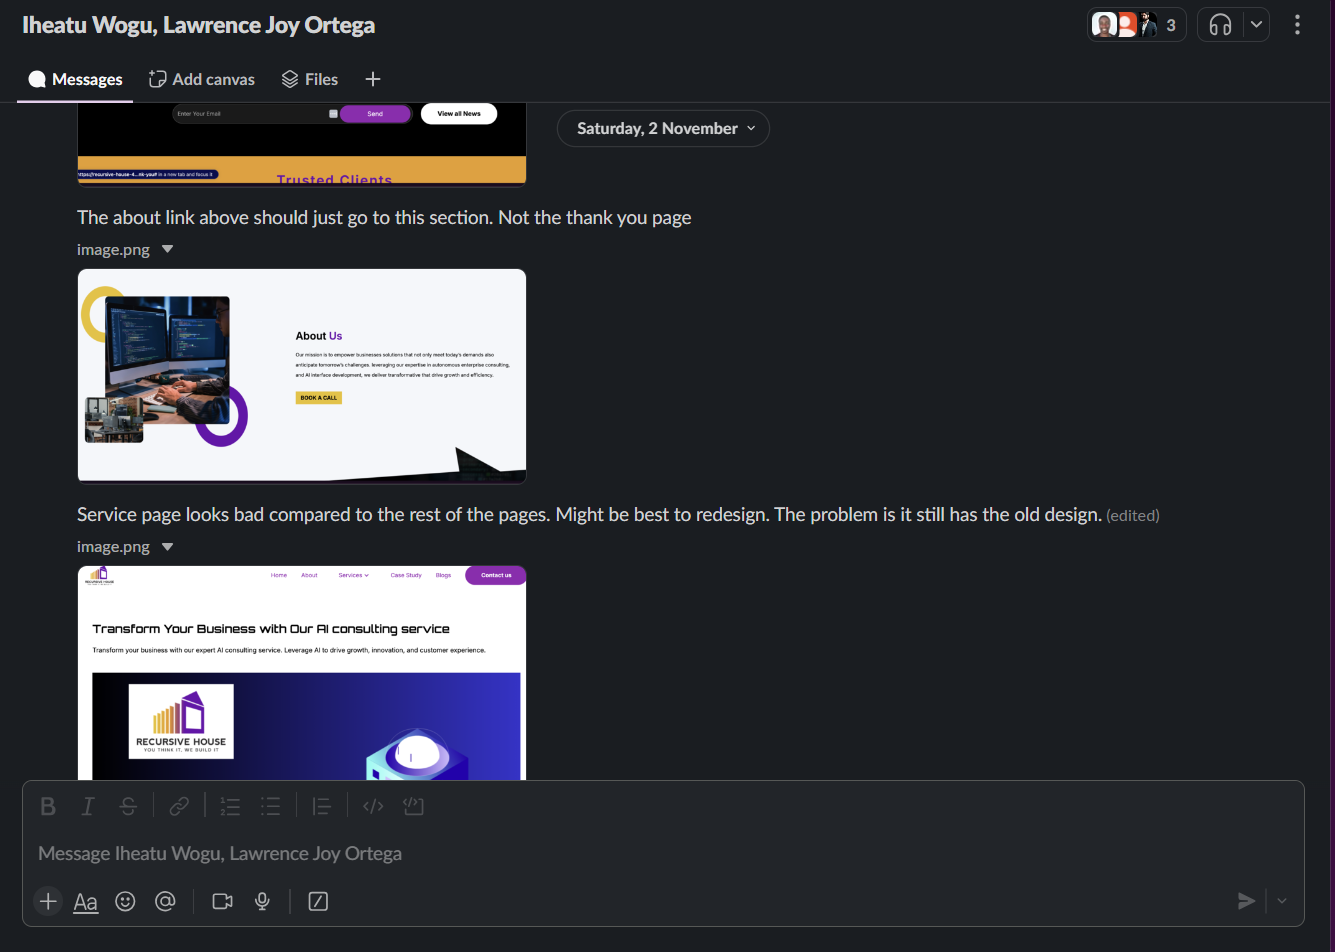 Iheatu Wogu, Lawrence Joy Ortega
3
Messages
Add canvas
Files
Enter Your Email
Send
View all News
Saturday, 2 November
https://recursive-house-4...nk-you# in a new tab and focus it
Trusted Clients
The about link above should just go to this section. Not the thank you page
image.png
About Us
Our mission is to empower businesses solutions that not only meet today's demands also
anticipate tomorrow's challenges. leveraging our expertise in autonomous enterprise consulting,
and AI interface development, we deliver transformative that drive growth and efficiency.
BOOK A CALL
Service page looks bad compared to the rest of the pages. Might be best to redesign. The problem is it still has the old design. (edited)
image.png
RECURSIVE HOUSE
Home
About
Services
Case Study
Blogs
Contact us
Transform Your Business with Our AI consulting service
Transform your business with our expert AI consulting service. Leverage AI to drive growth, innovation, and customer experience.
RECURSIVE HOUSE
YOU THINK IT, WE BUILD IT
Message Iheatu Wogu, Lawrence Joy Ortega
Aa